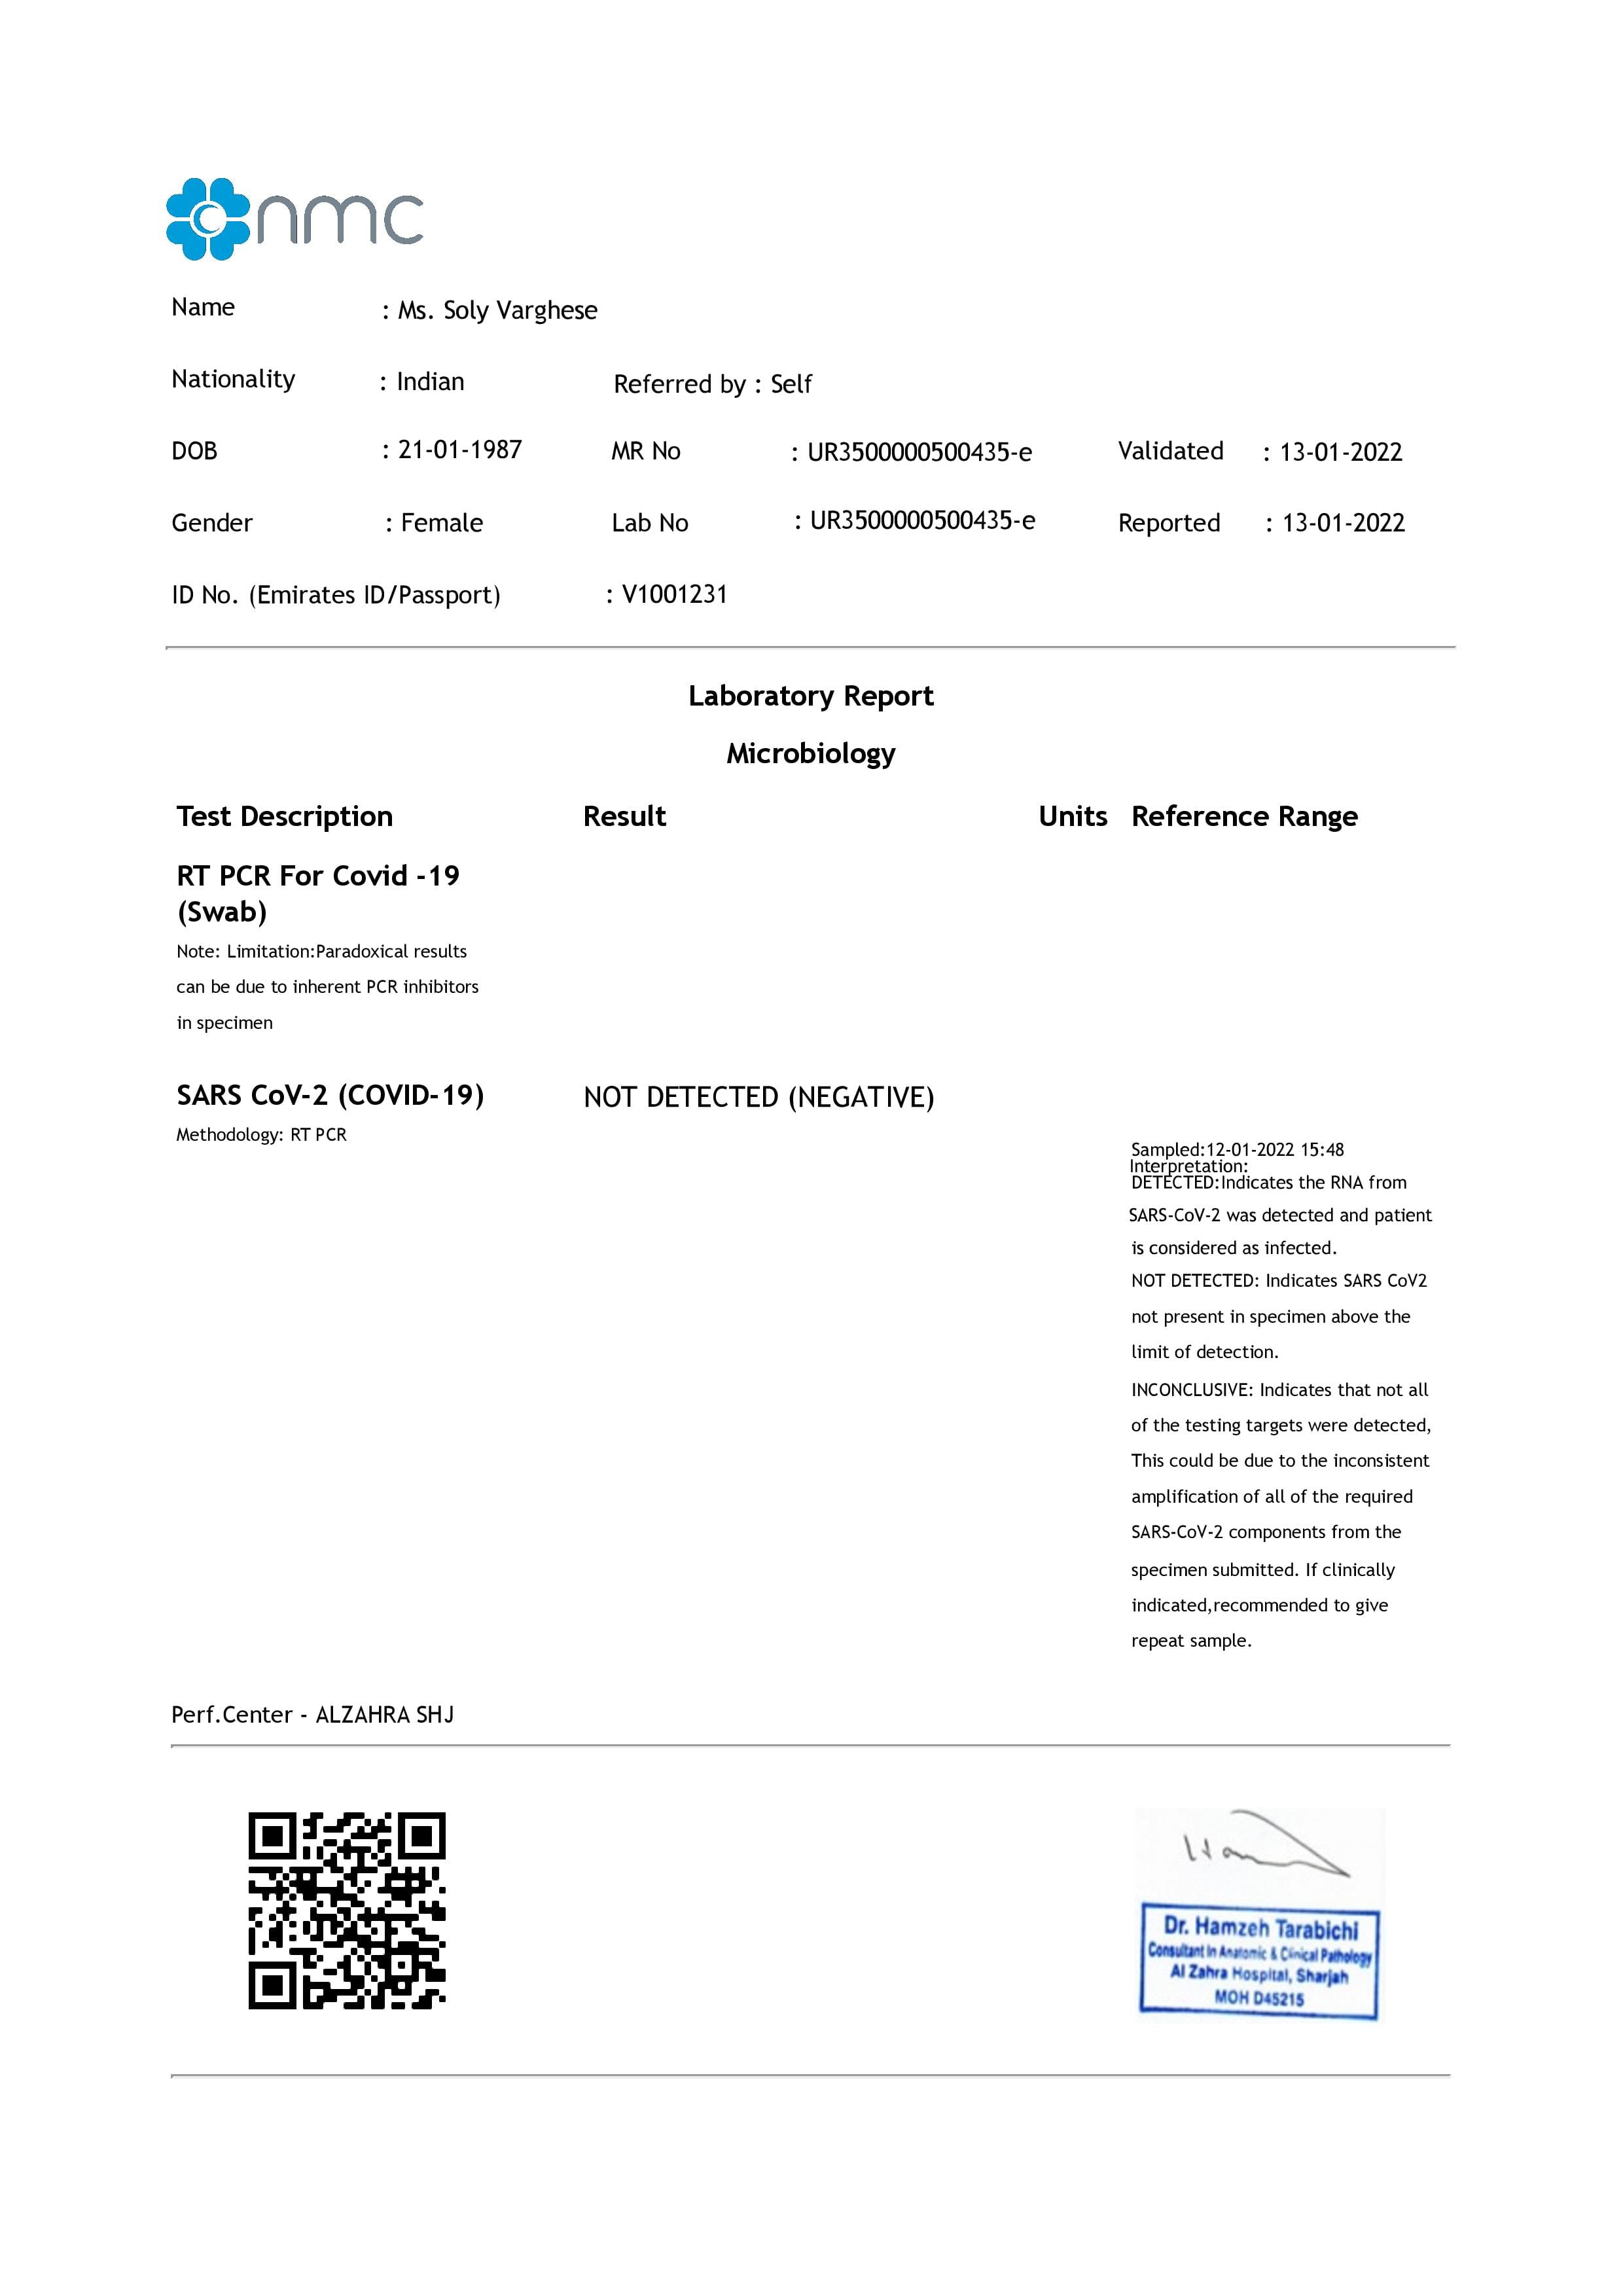 nmc
Name : Ms. Soly Varghese
Nationality : Indian Referred by : Self
DOB : 21-01-1987 MR No : UR3500000500435-e Validated : 13-01-2022
Gender : Female Lab No : UR3500000500435-e Reported : 13-01-2022
ID No. (Emirates ID/Passport) : V1001231
Laboratory Report
Microbiology
Test Description Result Units Reference Range
RT PCR For Covid -19
(Swab)
Note: Limitation:Paradoxical results
can be due to inherent PCR inhibitors
in specimen
SARS CoV-2 (COVID-19) NOT DETECTED (NEGATIVE)
Methodology: RT PCR
Sampled:12-01-2022 15:48
Interpretation:
DETECTED:Indicates the RNA from
SARS-CoV-2 was detected and patient
is considered as infected.
NOT DETECTED: Indicates SARS CoV2
not present in specimen above the
limit of detection.
INCONCLUSIVE: Indicates that not all
of the testing targets were detected,
This could be due to the inconsistent
amplification of all of the required
SARS-CoV-2 components from the
specimen submitted. If clinically
indicated,recommended to give
repeat sample.
Perf.Center - ALZAHRA SHJ
Dr. Hamzeh Tarabichi
Consultant In Anatomic & Clinical Pathology
Al Zahra Hospital, Sharjah
MOH D45215